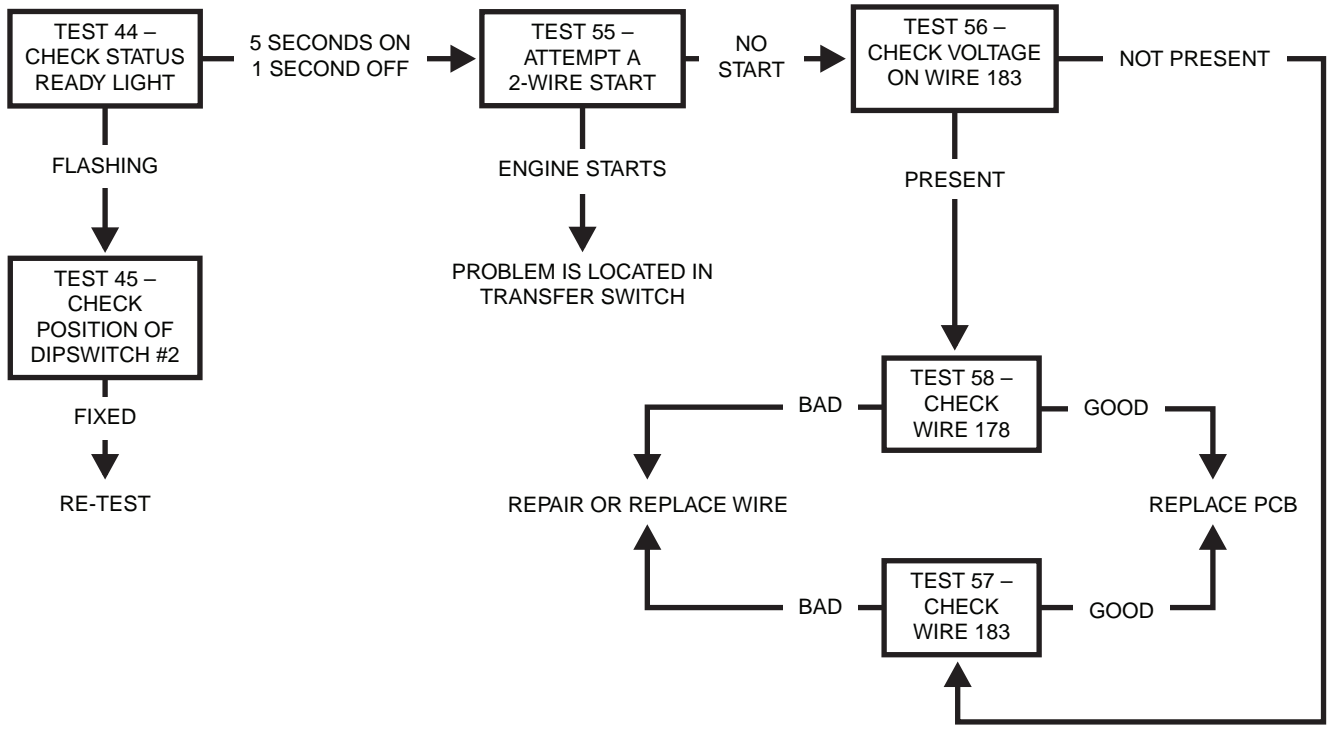 TEST 44 –
CHECK STATUS
READY LIGHT
5 SECONDS ON
1 SECOND OFF
TEST 55 –
ATTEMPT A
2-WIRE START
NO
START
TEST 56 –
CHECK VOLTAGE
ON WIRE 183
NOT PRESENT
FLASHING
ENGINE STARTS
PRESENT
TEST 45 –
CHECK
POSITION OF
DIPSWITCH #2
PROBLEM IS LOCATED IN
TRANSFER SWITCH
FIXED
RE-TEST
BAD
TEST 58 –
CHECK
WIRE 178
GOOD
REPAIR OR REPLACE WIRE
REPLACE PCB
BAD
TEST 57 –
CHECK
WIRE 183
GOOD